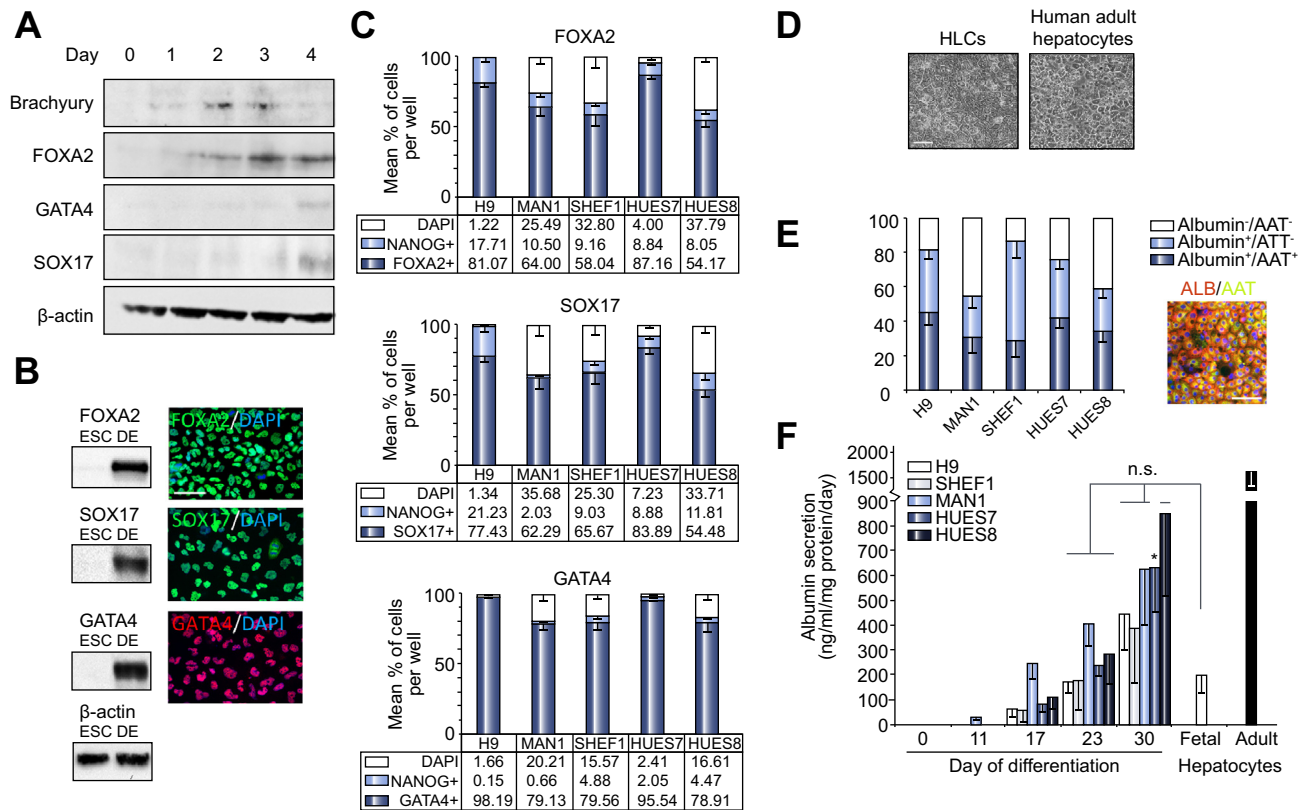 A
Day 0 1 2 3 4
Brachyury
FOXA2
GATA4
SOX17
β-actin
B
FOXA2
ESC DE
FOXA2/DAPI
SOX17
ESC DE
SOX17/DAPI
GATA4
ESC DE
GATA4/DAPI
β-actin
ESC DE
C
FOXA2
Mean % of cells
per well
100
50
0
H9 MAN1 SHEF1 HUES7 HUES8
DAPI 1.22 25.49 32.80 4.00 37.79
NANOG+ 17.71 10.50 9.16 8.84 8.05
FOXA2+ 81.07 64.00 58.04 87.16 54.17
SOX17
Mean % of cells
per well
100
50
0
H9 MAN1 SHEF1 HUES7 HUES8
DAPI 1.34 35.68 25.30 7.23 33.71
NANOG+ 21.23 2.03 9.03 8.88 11.81
SOX17+ 77.43 62.29 65.67 83.89 54.48
GATA4
Mean % of cells
per well
100
50
0
H9 MAN1 SHEF1 HUES7 HUES8
DAPI 1.66 20.21 15.57 2.41 16.61
NANOG+ 0.15 0.66 4.88 2.05 4.47
GATA4+ 98.19 79.13 79.56 95.54 78.91
D
HLCs
Human adult
hepatocytes
E
100
80
60
40
20
0
H9 MAN1 SHEF1 HUES7 HUES8
Albumin⁻/AAT⁻
Albumin⁺/ATT⁻
Albumin⁺/AAT⁺
ALB/AAT
F
Albumin secretion
(ng/ml/mg protein/day)
2000
1500
900
800
700
600
500
400
300
200
100
0
H9
SHEF1
MAN1
HUES7
HUES8
n.s.
*
0 11 17 23 30 Fetal Adult
Day of differentiation Hepatocytes